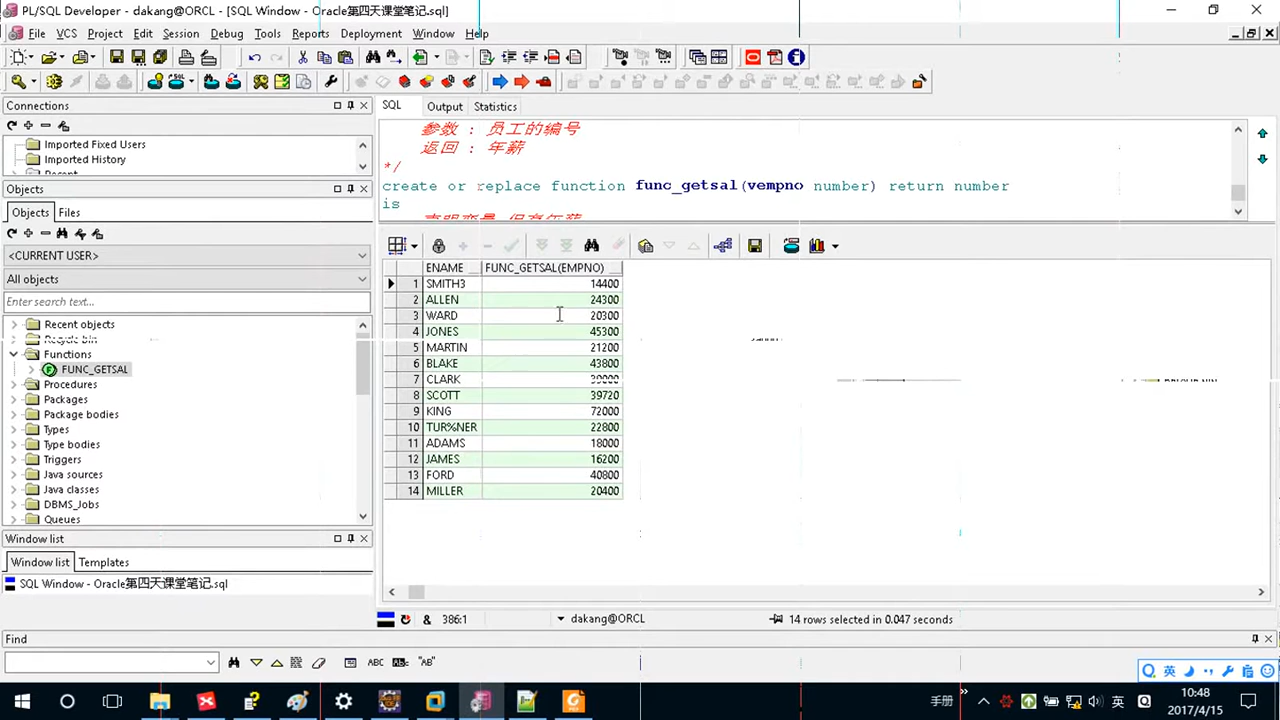 PL/SQL Developer - dakang@ORCL - [SQL Window - Oracle第四天课堂笔记.sql]
File VCS Project Edit Session Debug Tools Reports Deployment Window Help
Connections
Imported Fixed Users
Imported History
Objects
Objects Files
<CURRENT USER>
All objects
Enter search text...
Recent objects
Recycle bin
Functions
FUNC_GETSAL
Procedures
Packages
Package bodies
Types
Type bodies
Triggers
Java sources
Java classes
DBMS_Jobs
Queues
Window list
Window list Templates
SQL Window - Oracle第四天课堂笔记.sql
SQL Output Statistics
参数 : 员工的编号
返回 : 年薪
*/
create or replace function func_getsal(vempno number) return number
is
ENAME FUNC_GETSAL(EMPNO)
1 SMITH3 14400
2 ALLEN 24300
3 WARD 20300
4 JONES 45300
5 MARTIN 21200
6 BLAKE 43800
7 CLARK
8 SCOTT 39720
9 KING 72000
10 TUR%NER 22800
11 ADAMS 18000
12 JAMES 16200
13 FORD 40800
14 MILLER 20400
& 386:1 dakang@ORCL 14 rows selected in 0.047 seconds
Find
ABC "AB"
英
手册 英 10:48
2017/4/15